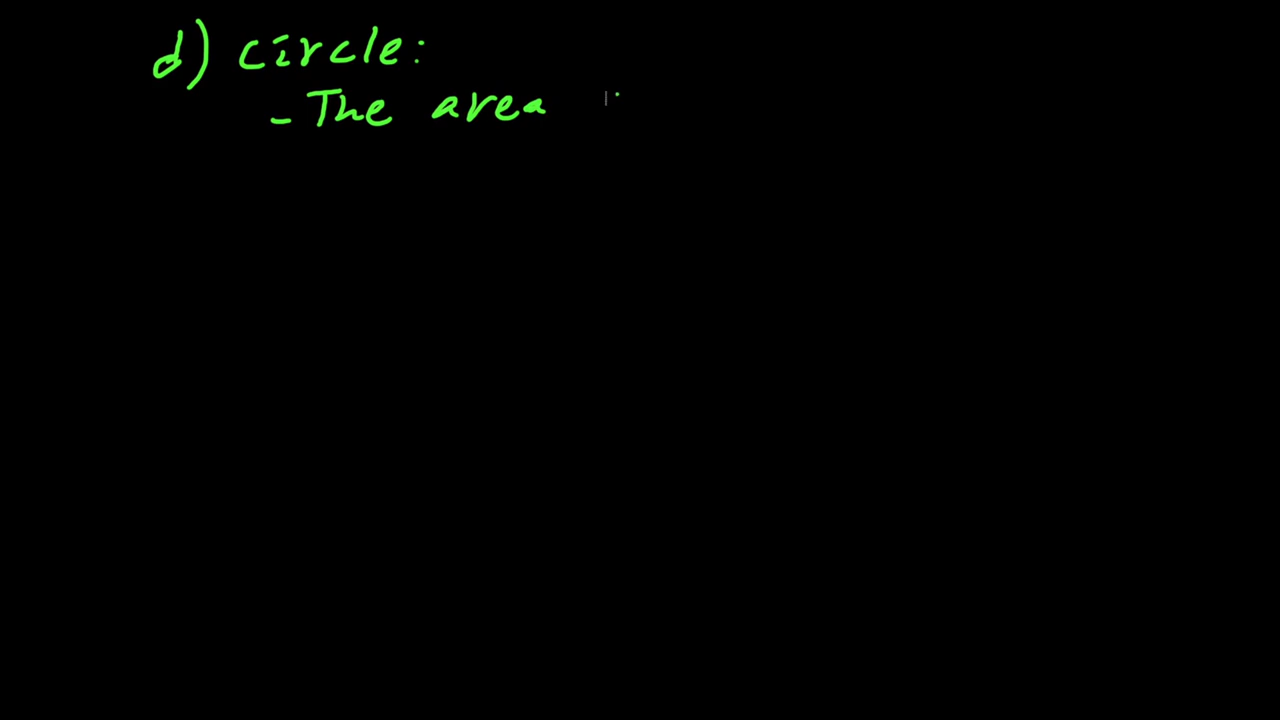 d) circle:
- The area